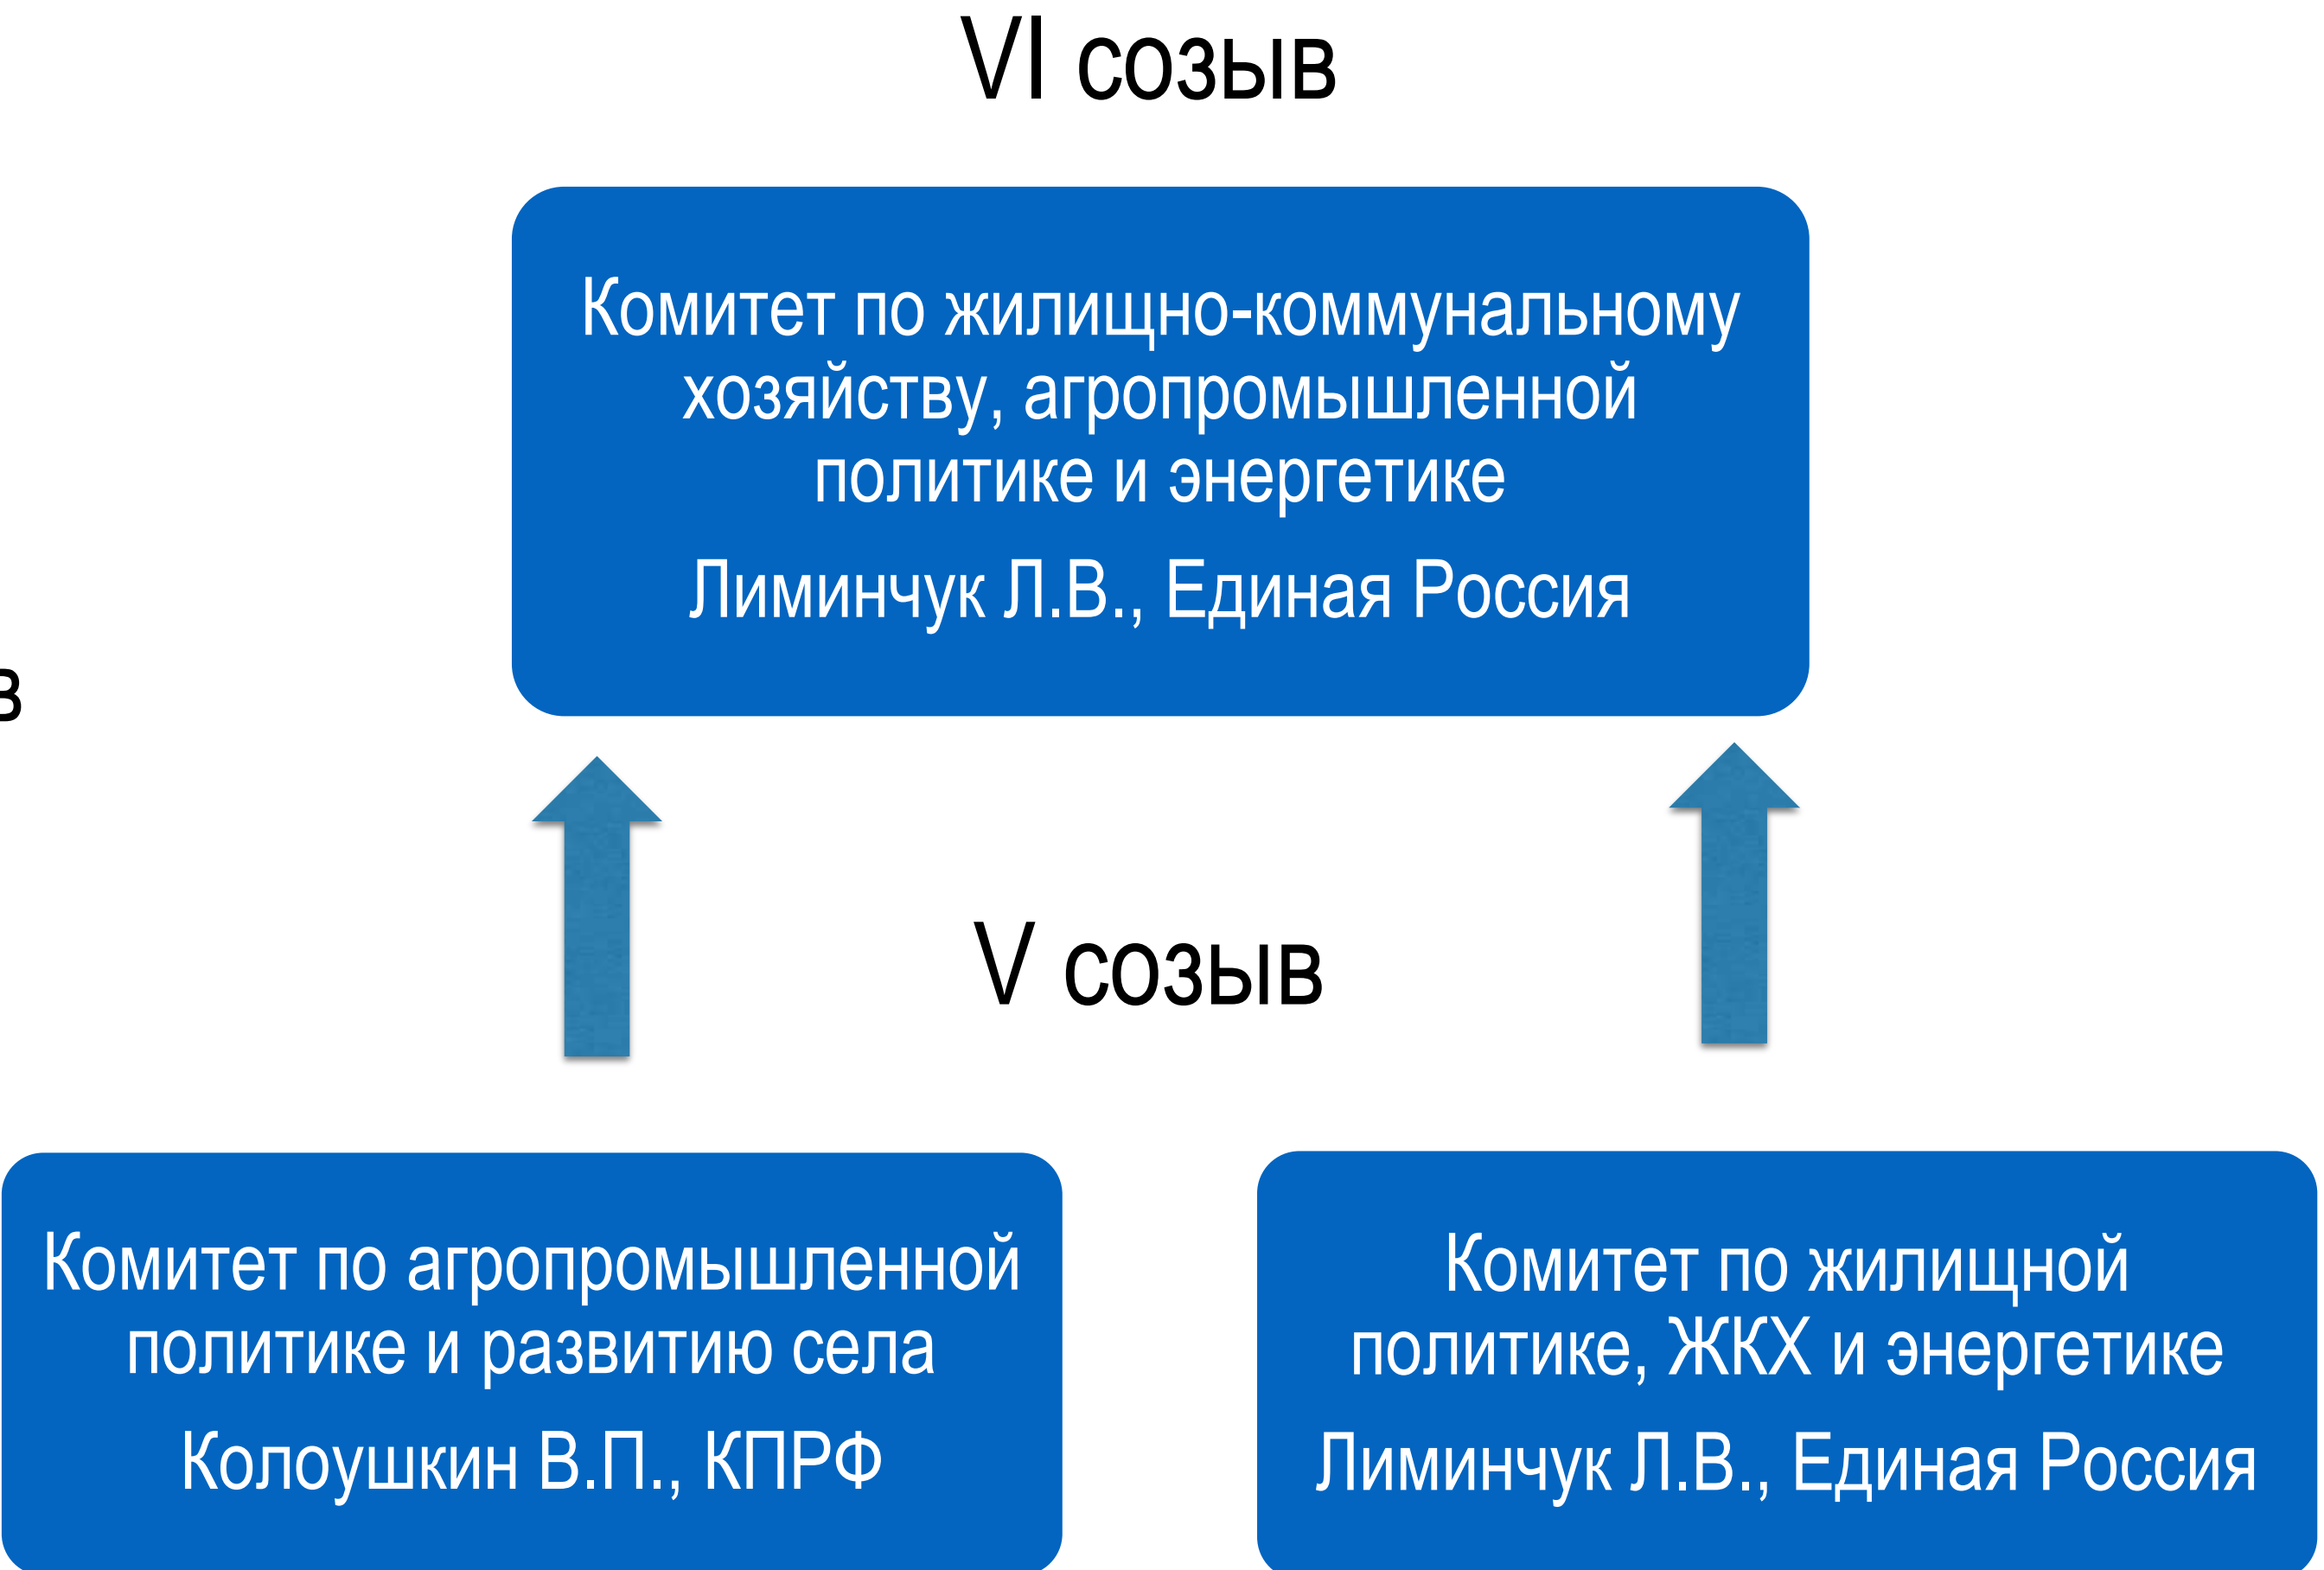 VI созыв
Комитет по жилищно-коммунальному
хозяйству, агропромышленной
политике и энергетике
Лиминчук Л.В., Единая Россия
в
V созыв
Комитет по агропромышленной
политике и развитию села
Колоушкин В.П., КПРФ
Комитет по жилищной
политике, ЖКХ и энергетике
Лиминчук Л.В., Единая Россия